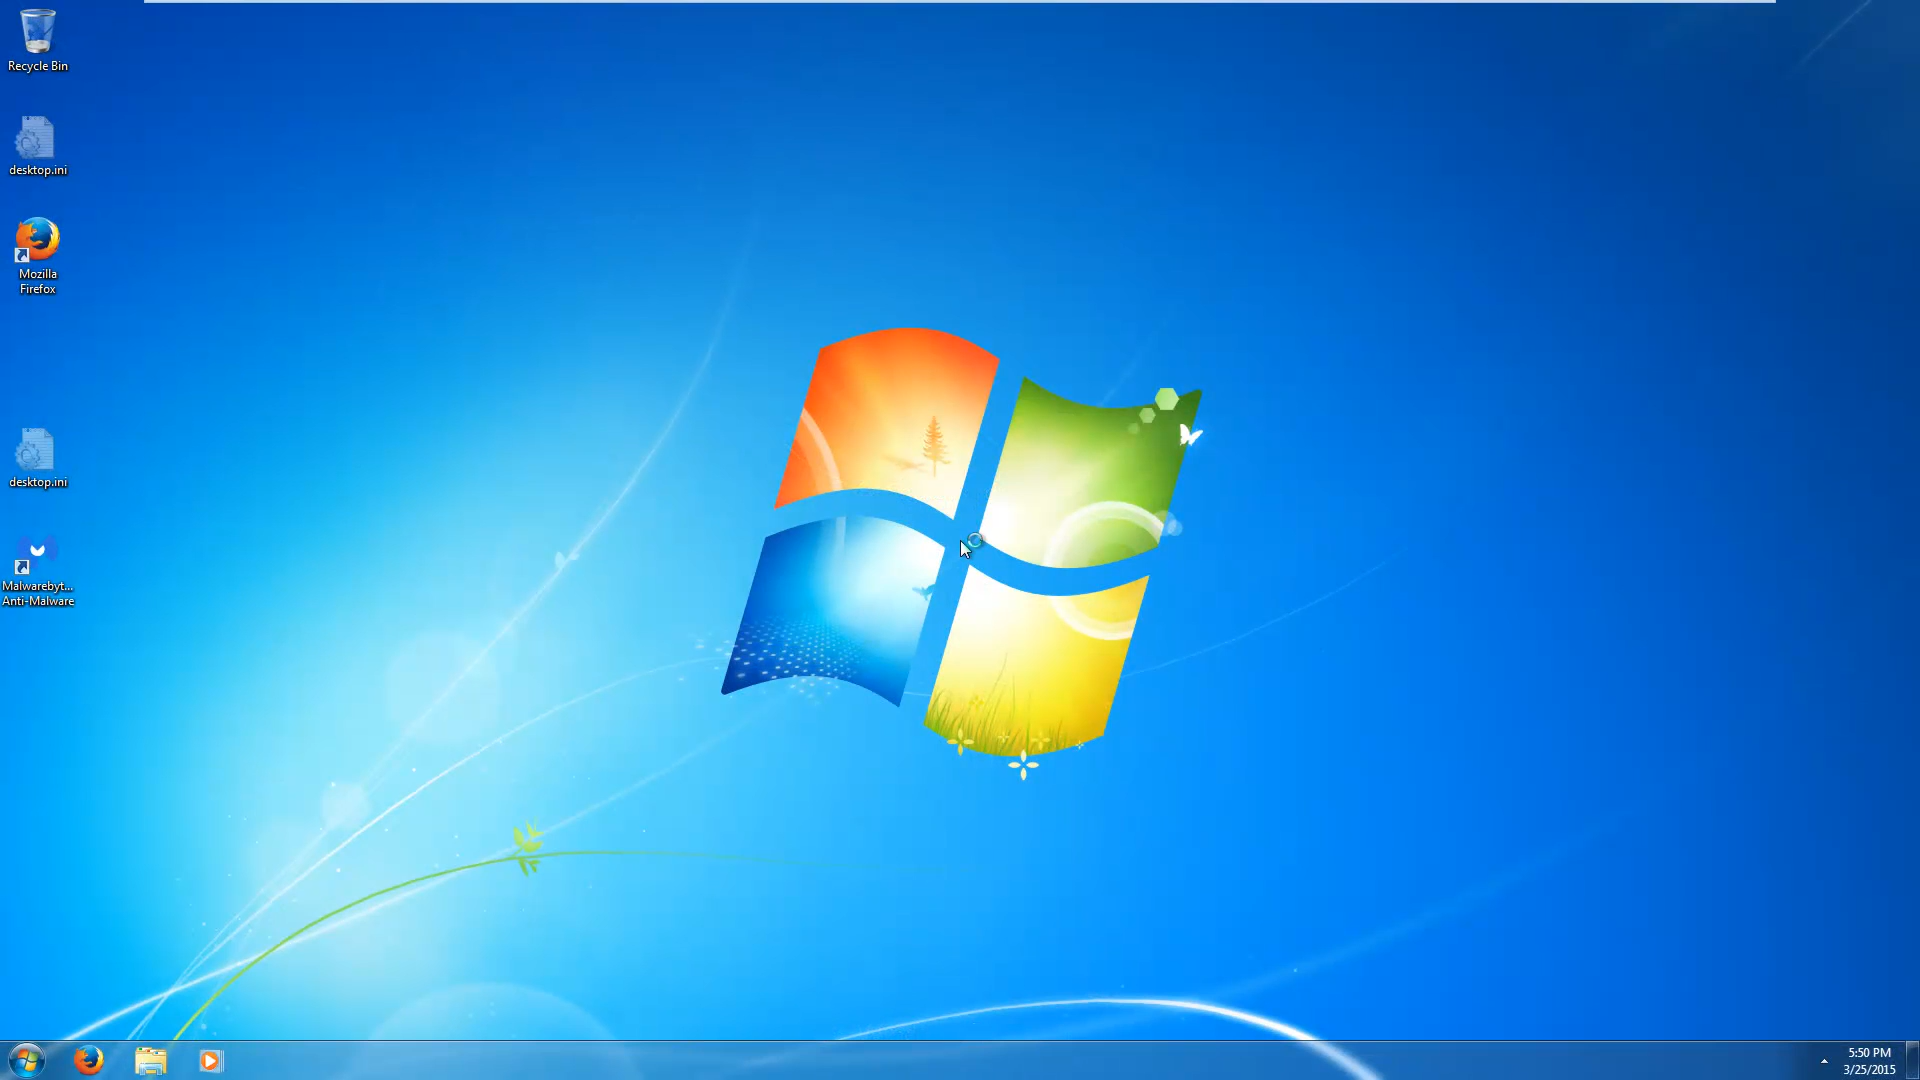 Recycle Bin
desktop.ini
Mozilla
Firefox
desktop.ini
Malwarebyt...
Anti-Malware
5:50 PM
3/25/2015